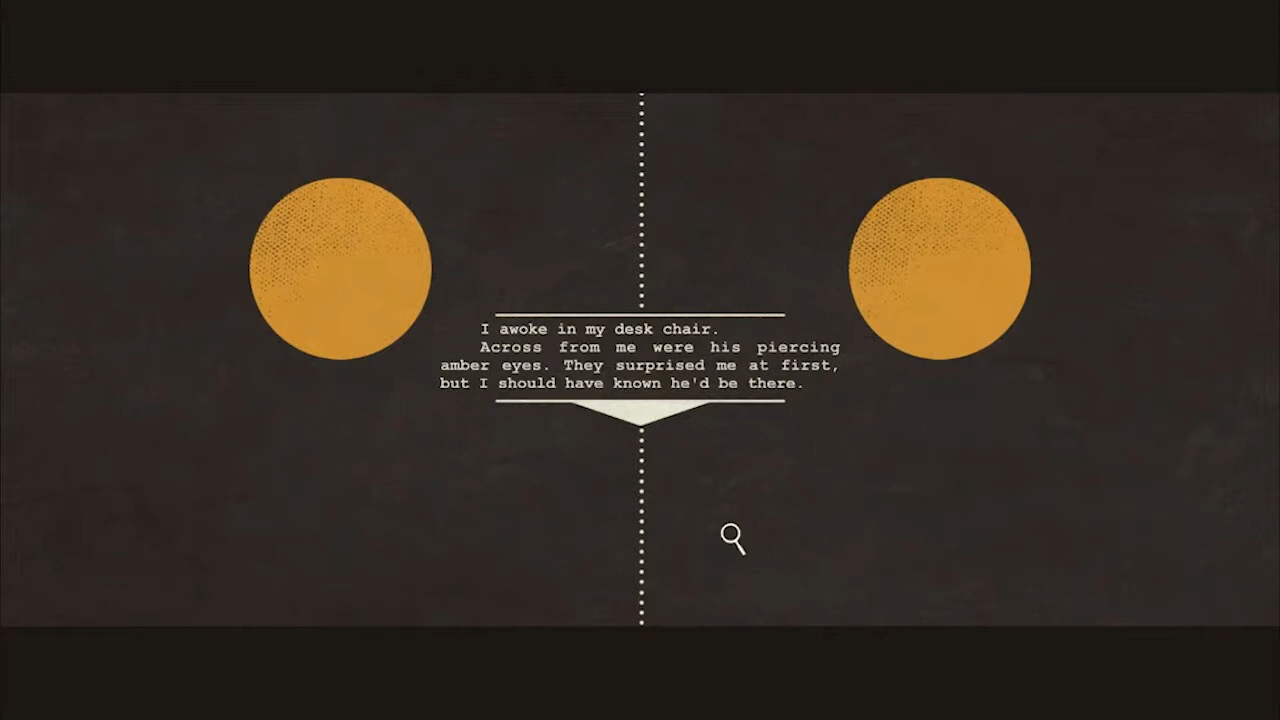 I awoke in my desk chair.
Across from me were his piercing
amber eyes. They surprised me at first,
but I should have known he'd be there.